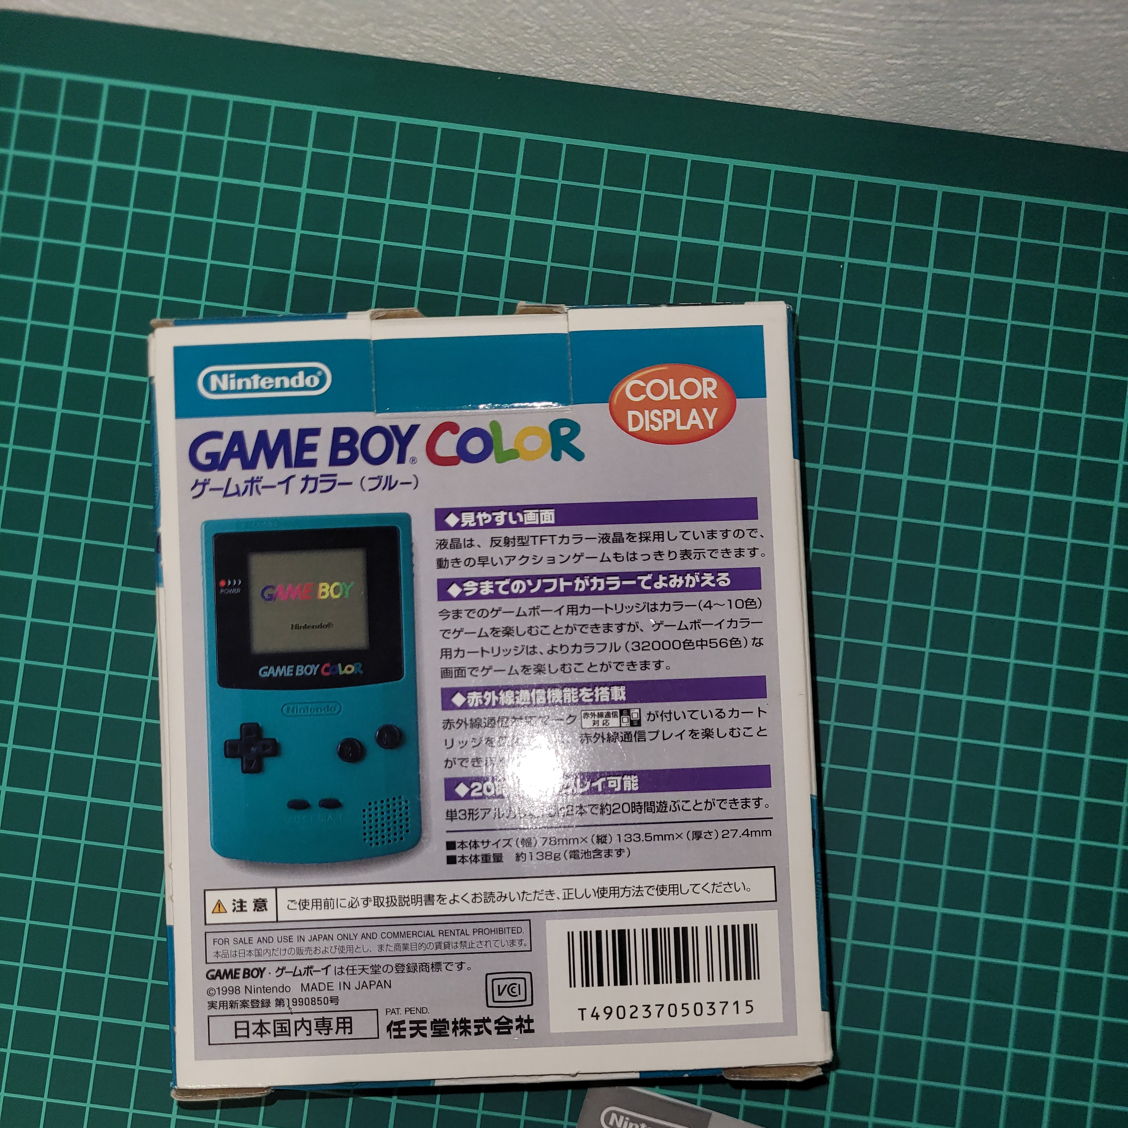 Nintendo
COLOR
DISPLAY
GAME BOY® COLOR
ゲームボーイ カラー (ブルー)
POWER
GAME BOY
Nintendo®
GAME BOY COLOR
Nintendo
◆見やすい画面
液晶は、反射型TFTカラー液晶を採用していますので、
動きの早いアクションゲームもはっきり表示できます。
◆今までのソフトがカラーでよみがえる
今までのゲームボーイ用カートリッジはカラー(4〜10色)
でゲームを楽しむことができますが、ゲームボーイカラー
用カートリッジは、よりカラフル(32000色中56色)な
画面でゲームを楽しむことができます。
◆赤外線通信機能を搭載
赤外線通信対応マーク 赤外線通信 対応 が付いているカート
リッジを 赤外線通信プレイを楽しむこと
ができま
◆20 レイ可能
単3形アル 2本で約20時間遊ぶことができます。
■本体サイズ(幅)78mm×(縦)133.5mm×(厚さ)27.4mm
■本体重量 約138g(電池含まず)
注意
ご使用前に必ず取扱説明書をよくお読みいただき、正しい使用方法で使用してください。
FOR SALE AND USE IN JAPAN ONLY AND COMMERCIAL RENTAL PROHIBITED.
本品は日本国内だけの販売および使用とし、また商業目的の賃貸は禁止されています。
GAME BOY・ゲームボーイは任天堂の登録商標です。
©1998 Nintendo MADE IN JAPAN
実用新案登録 第1990850号
VCI
日本国内専用
PAT. PEND.
任天堂株式会社
T4902370503715
Ninte